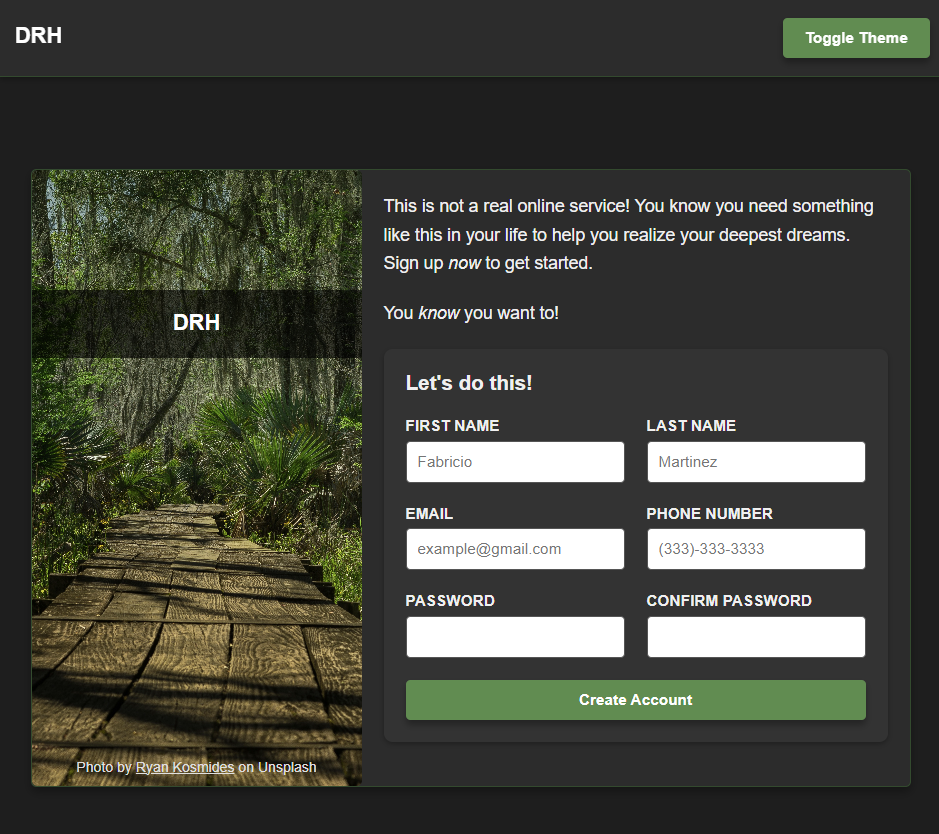 DRH
Toggle Theme
DRH
Photo by Ryan Kosmides on Unsplash
This is not a real online service! You know you need something
like this in your life to help you realize your deepest dreams.
Sign up now to get started.
You know you want to!
Let's do this!
FIRST NAME
Fabricio
LAST NAME
Martinez
EMAIL
example@gmail.com
PHONE NUMBER
(333)-333-3333
PASSWORD
CONFIRM PASSWORD
Create Account